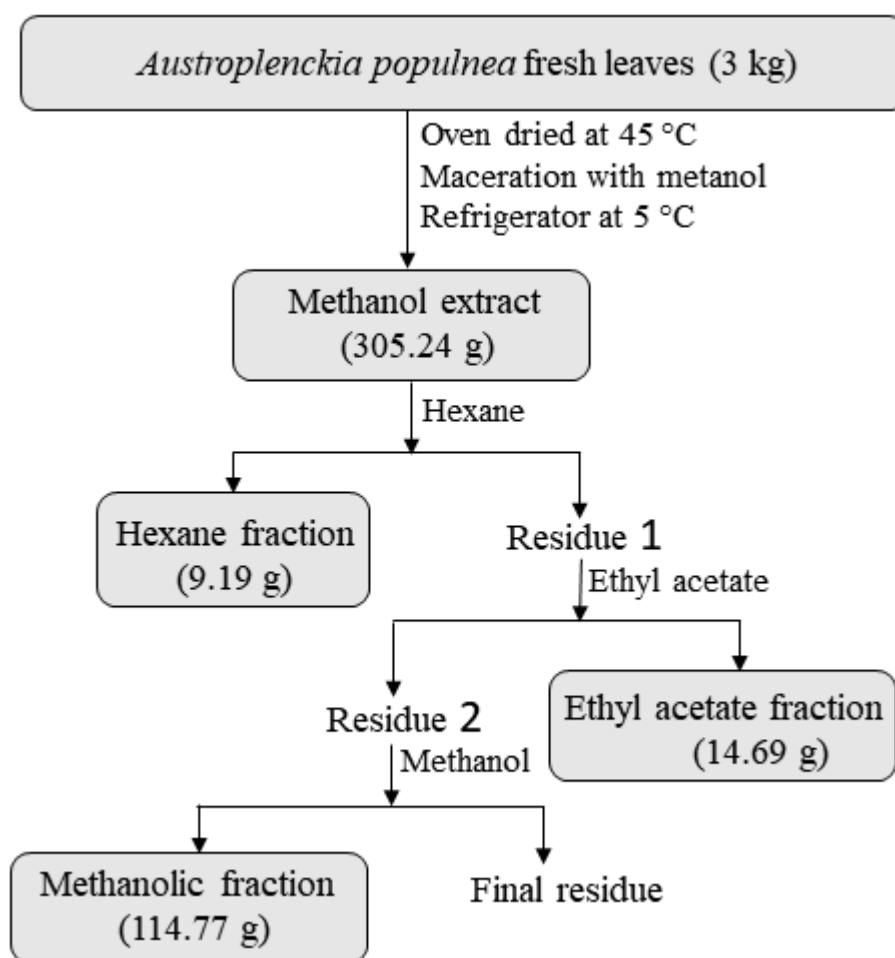 Austroplenckia populnea fresh leaves (3 kg)
Oven dried at 45 °C
Maceration with metanol
Refrigerator at 5 °C
Methanol extract
(305.24 g)
Hexane
Hexane fraction
(9.19 g)
Residue 1
Ethyl acetate
Residue 2
Ethyl acetate fraction
(14.69 g)
Methanol
Methanolic fraction
(114.77 g)
Final residue